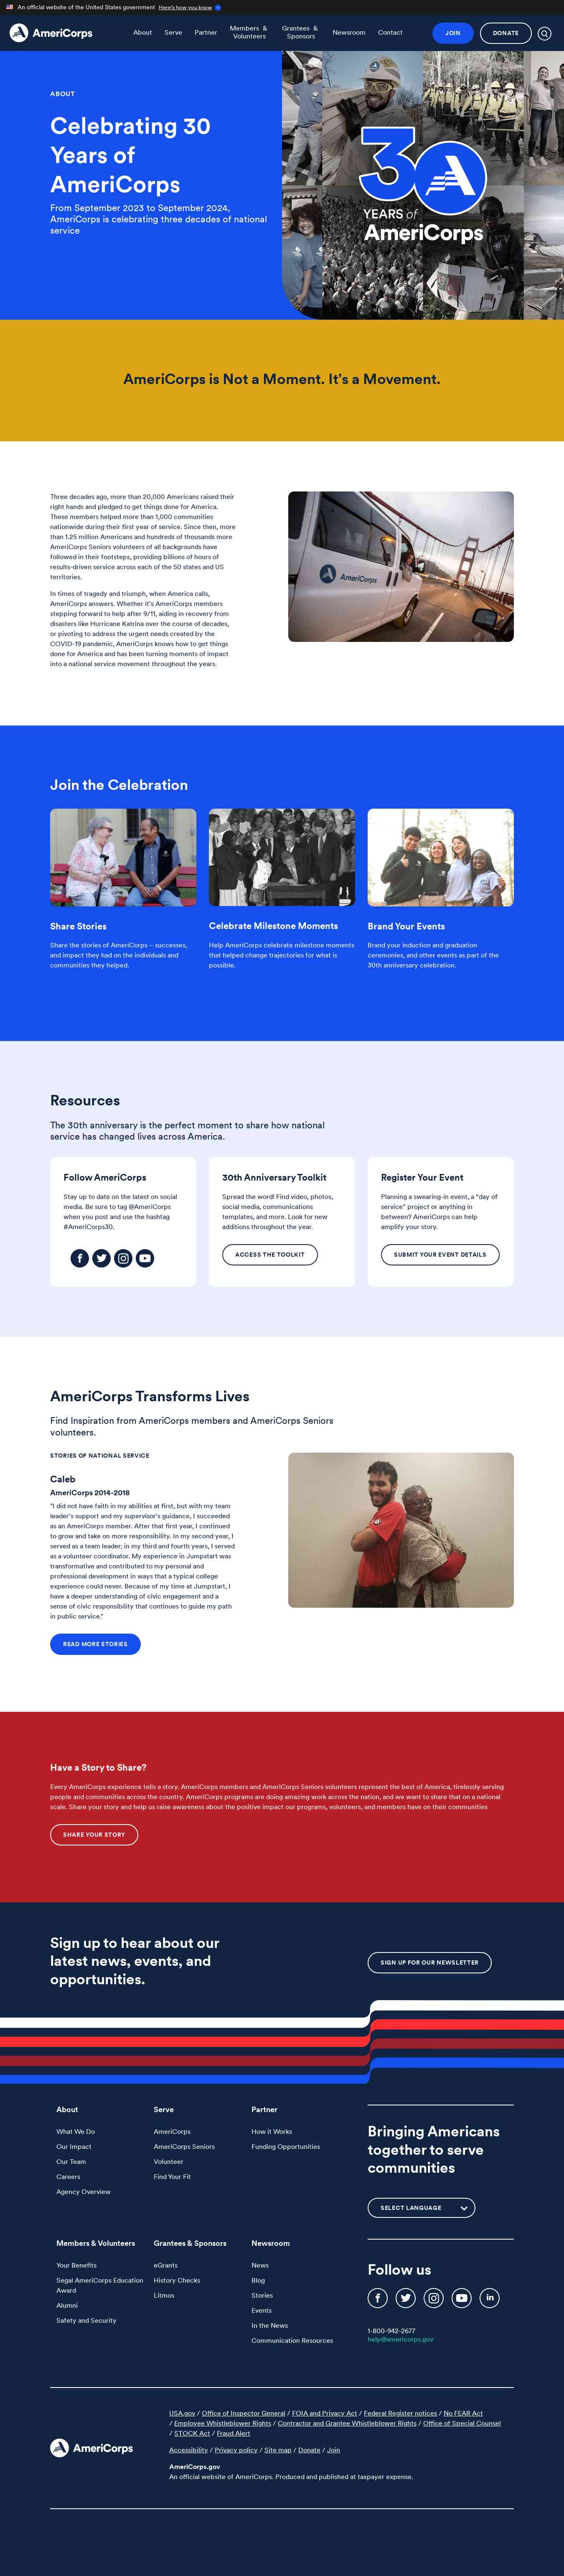 An official website of the United States government Here's how you know
AmeriCorps
About
Serve
Partner
Members & Volunteers
Grantees & Sponsors
Newsroom
Contact
JOIN
DONATE
ABOUT
Celebrating 30
Years of
AmeriCorps
From September 2023 to September 2024,
AmeriCorps is celebrating three decades of national
service
30
YEARS of
AmeriCorps
AmeriCorps is Not a Moment. It's a Movement.
Three decades ago, more than 20,000 Americans raised their
right hands and pledged to get things done for America.
These members helped more than 1,000 communities
nationwide during their first year of service. Since then, more
than 1.25 million Americans and hundreds of thousands more
AmeriCorps Seniors volunteers of all backgrounds have
followed in their footsteps, providing billions of hours of
results-driven service across each of the 50 states and US
territories.
In times of tragedy and triumph, when America calls,
AmeriCorps answers. Whether it's AmeriCorps members
stepping forward to help after 9/11, aiding in recovery from
disasters like Hurricane Katrina over the course of decades,
or pivoting to address the urgent needs created by the
COVID-19 pandemic, AmeriCorps knows how to get things
done for America and has been turning moments of impact
into a national service movement throughout the years.
AmeriCorps
Join the Celebration
Share Stories
Share the stories of AmeriCorps – successes,
and impact they had on the individuals and
communities they helped.
Celebrate Milestone Moments
Help AmeriCorps celebrate milestone moments
that helped change trajectories for what is
possible.
Brand Your Events
Brand your induction and graduation
ceremonies, and other events as part of the
30th anniversary celebration.
Resources
The 30th anniversary is the perfect moment to share how national
service has changed lives across America.
Follow AmeriCorps
Stay up to date on the latest on social
media. Be sure to tag @AmeriCorps
when you post and use the hashtag
#AmeriCorps30.
30th Anniversary Toolkit
Spread the word! Find video, photos,
social media, communications
templates, and more. Look for new
additions throughout the year.
ACCESS THE TOOLKIT
Register Your Event
Planning a swearing-in event, a "day of
service" project or anything in
between? AmeriCorps can help
amplify your story.
SUBMIT YOUR EVENT DETAILS
AmeriCorps Transforms Lives
Find Inspiration from AmeriCorps members and AmeriCorps Seniors
volunteers.
STORIES OF NATIONAL SERVICE
Caleb
AmeriCorps 2014-2018
"I did not have faith in my abilities at first, but with my team
leader's support and my supervisor's guidance, I succeeded
as an AmeriCorps member. After that first year, I continued
to grow and take on more responsibility. In my second year, I
served as a team leader; in my third and fourth years, I served
as a volunteer coordinator. My experience in Jumpstart was
transformative and contributed to my personal and
professional development in ways that a typical college
experience could never. Because of my time at Jumpstart, I
have a deeper understanding of civic engagement and a
sense of civic responsibility that continues to guide my path
in public service."
READ MORE STORIES
Have a Story to Share?
Every AmeriCorps experience tells a story. AmeriCorps members and AmeriCorps Seniors volunteers represent the best of America, tirelessly serving
people and communities across the country. AmeriCorps programs are doing amazing work across the nation, and we want to share that on a national
scale. Share your story and help us raise awareness about the positive impact our programs, volunteers, and members have on their communities
SHARE YOUR STORY
Sign up to hear about our
latest news, events, and
opportunities.
SIGN UP FOR OUR NEWSLETTER
About
What We Do
Our Impact
Our Team
Careers
Agency Overview
Serve
AmeriCorps
AmeriCorps Seniors
Volunteer
Find Your Fit
Partner
How it Works
Funding Opportunities
Bringing Americans
together to serve
communities
SELECT LANGUAGE
Members & Volunteers
Your Benefits
Segal AmeriCorps Education
Award
Alumni
Safety and Security
Grantees & Sponsors
eGrants
History Checks
Litmos
Newsroom
News
Blog
Stories
Events
In the News
Communication Resources
Follow us
1-800-942-2677
help@americorps.gov
AmeriCorps
USA.gov / Office of Inspector General / FOIA and Privacy Act / Federal Register notices / No FEAR Act
/ Employee Whistleblower Rights / Contractor and Grantee Whistleblower Rights / Office of Special Counsel
/ STOCK Act / Fraud Alert
Accessibility / Privacy policy / Site map / Donate / Join
AmeriCorps.gov
An official website of AmeriCorps. Produced and published at taxpayer expense.